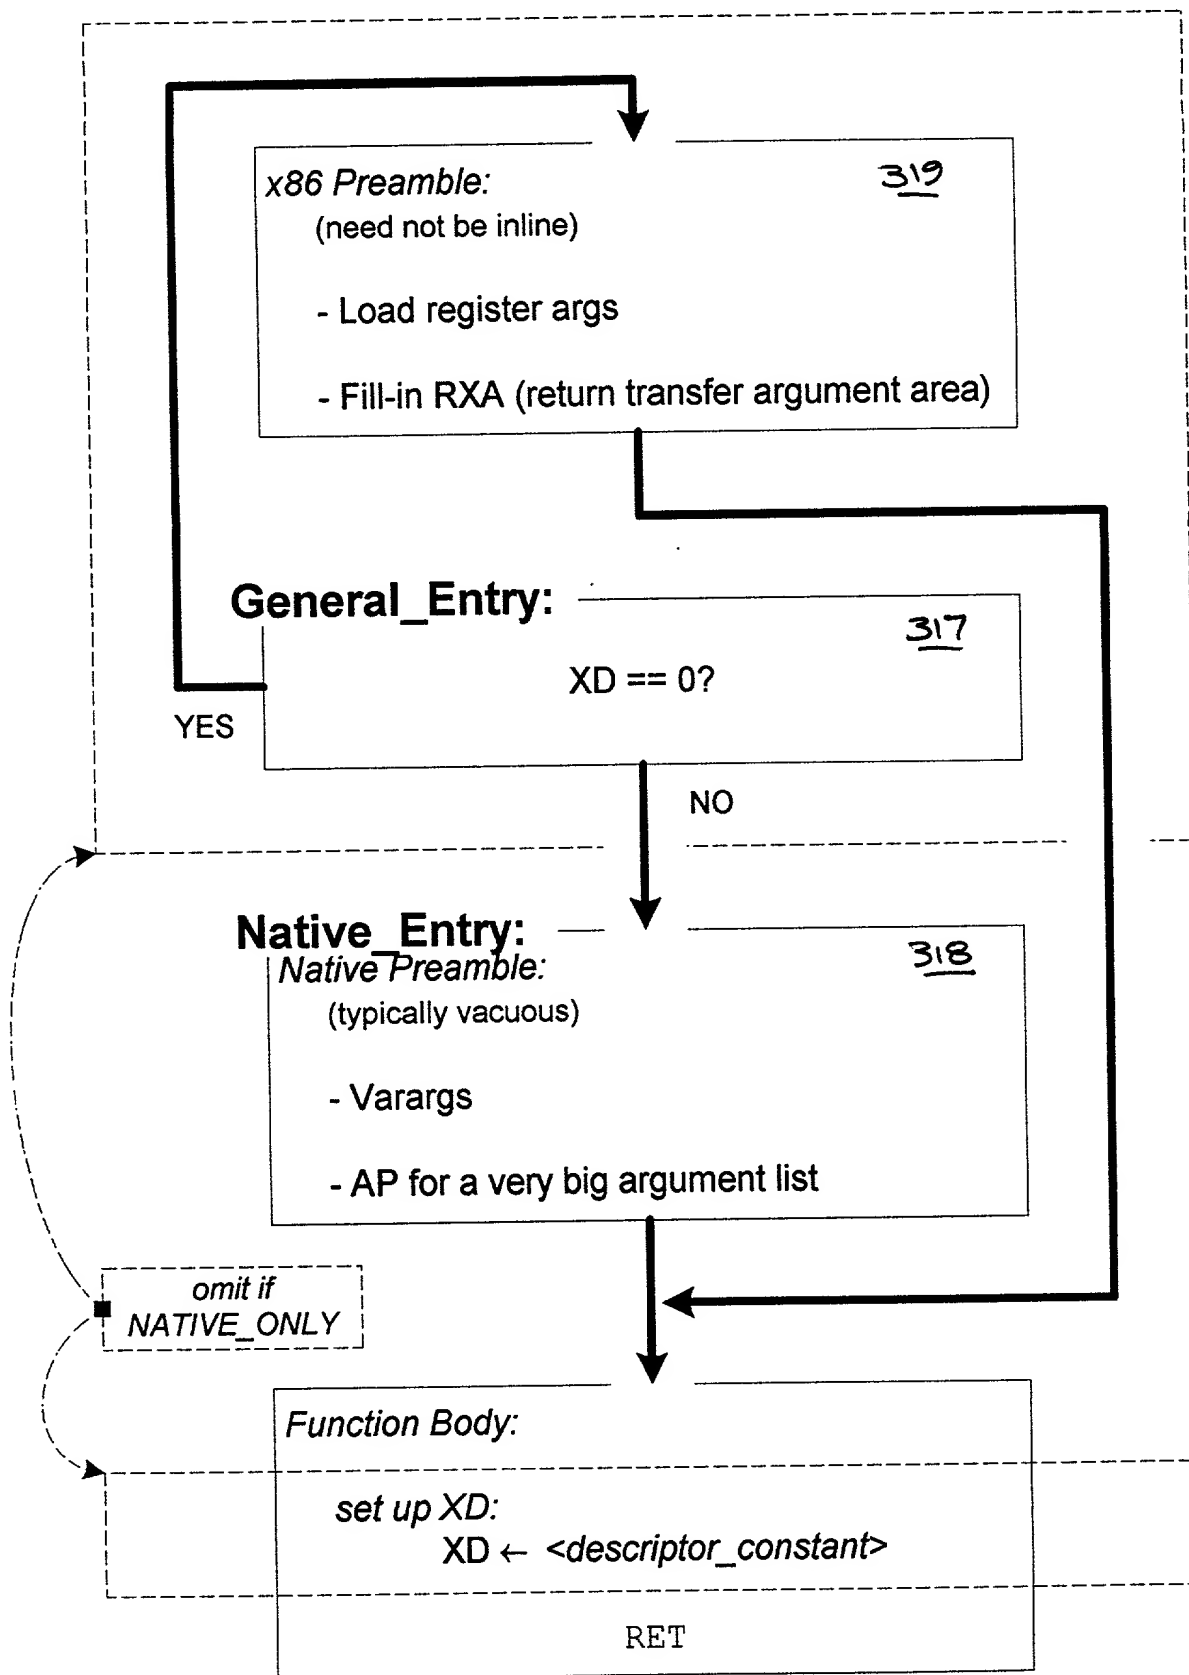 x86 Preamble: 319
(need not be inline)
- Load register args
- Fill-in RXA (return transfer argument area)
General_Entry:
317
XD == 0?
YES
NO
Native_Entry:
Native Preamble: 318
(typically vacuous)
- Varargs
- AP for a very big argument list
omit if
NATIVE_ONLY
Function Body:
set up XD:
XD ← <descriptor_constant>
RET